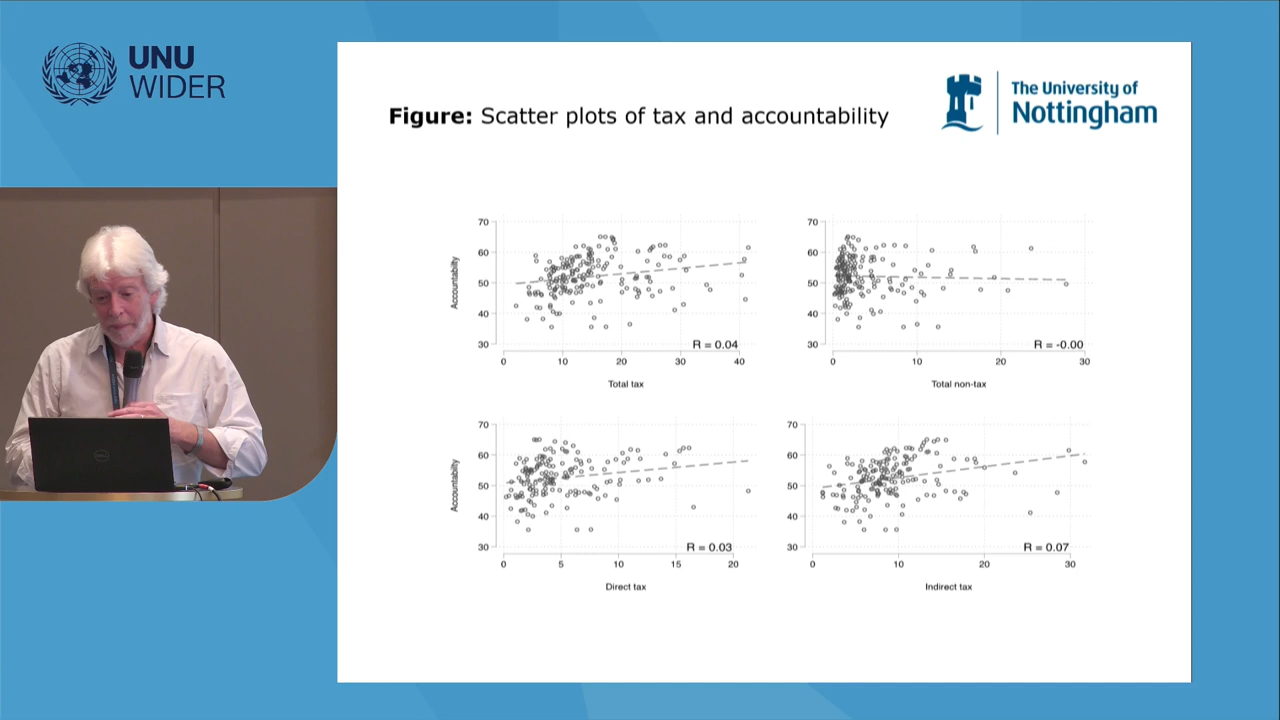 UNU
WIDER
Figure: Scatter plots of tax and accountability
The University of
Nottingham
70
60
50
40
30
Accountability
0 10 20 30 40
R = 0.04
Total tax
70
60
50
40
30
0 10 20 30
R = -0.00
Total non-tax
70
60
50
40
30
Accountability
0 5 10 15 20
R = 0.03
Direct tax
70
60
50
40
30
0 10 20 30
R = 0.07
Indirect tax
DELL